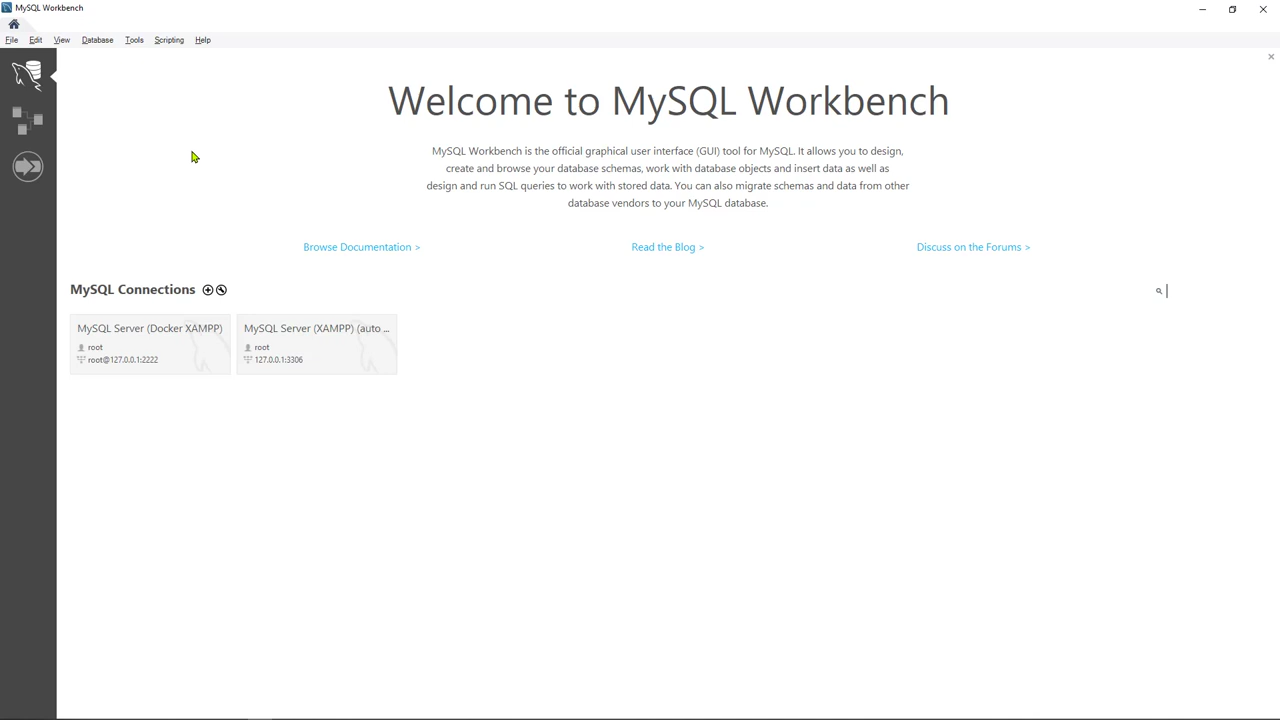 MySQL Workbench
File Edit View Database Tools Scripting Help
Welcome to MySQL Workbench
MySQL Workbench is the official graphical user interface (GUI) tool for MySQL. It allows you to design,
create and browse your database schemas, work with database objects and insert data as well as
design and run SQL queries to work with stored data. You can also migrate schemas and data from other
database vendors to your MySQL database.
Browse Documentation > Read the Blog > Discuss on the Forums >
MySQL Connections
MySQL Server (Docker XAMPP)
root
root@127.0.0.1:2222
MySQL Server (XAMPP) (auto ...
root
127.0.0.1:3306